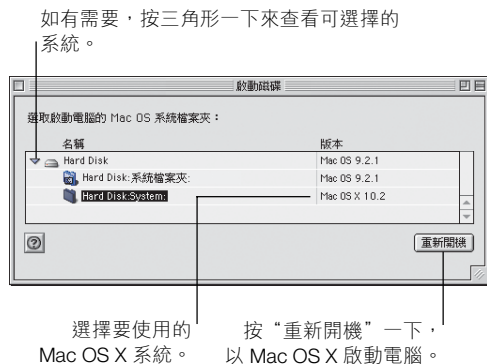 如有需要，按三角形一下來查看可選擇的
系統。
啟動磁碟
選取啟動電腦的 Mac OS 系統檔案夾：
名稱 版本
Hard Disk Mac OS 9.2.1
Hard Disk:系統檔案夾: Mac OS 9.2.1
Hard Disk:System: Mac OS X 10.2
?
重新開機
選擇要使用的
Mac OS X 系統。
按“重新開機”一下，
以 Mac OS X 啟動電腦。